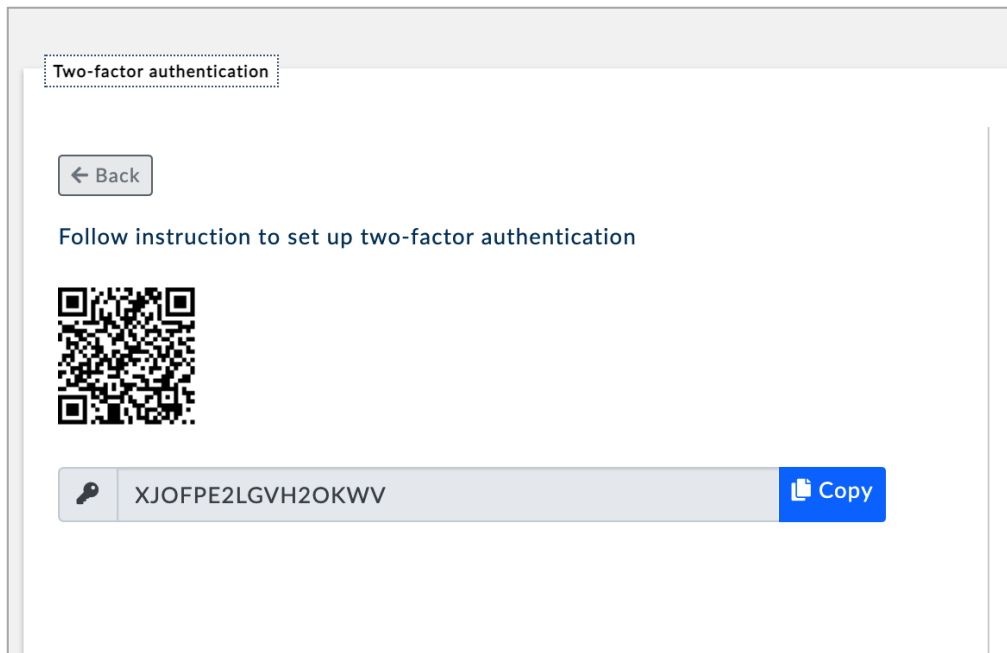 Two-factor authentication
Back
Follow instruction to set up two-factor authentication
XJOFPE2LGVH2OKWV
Copy